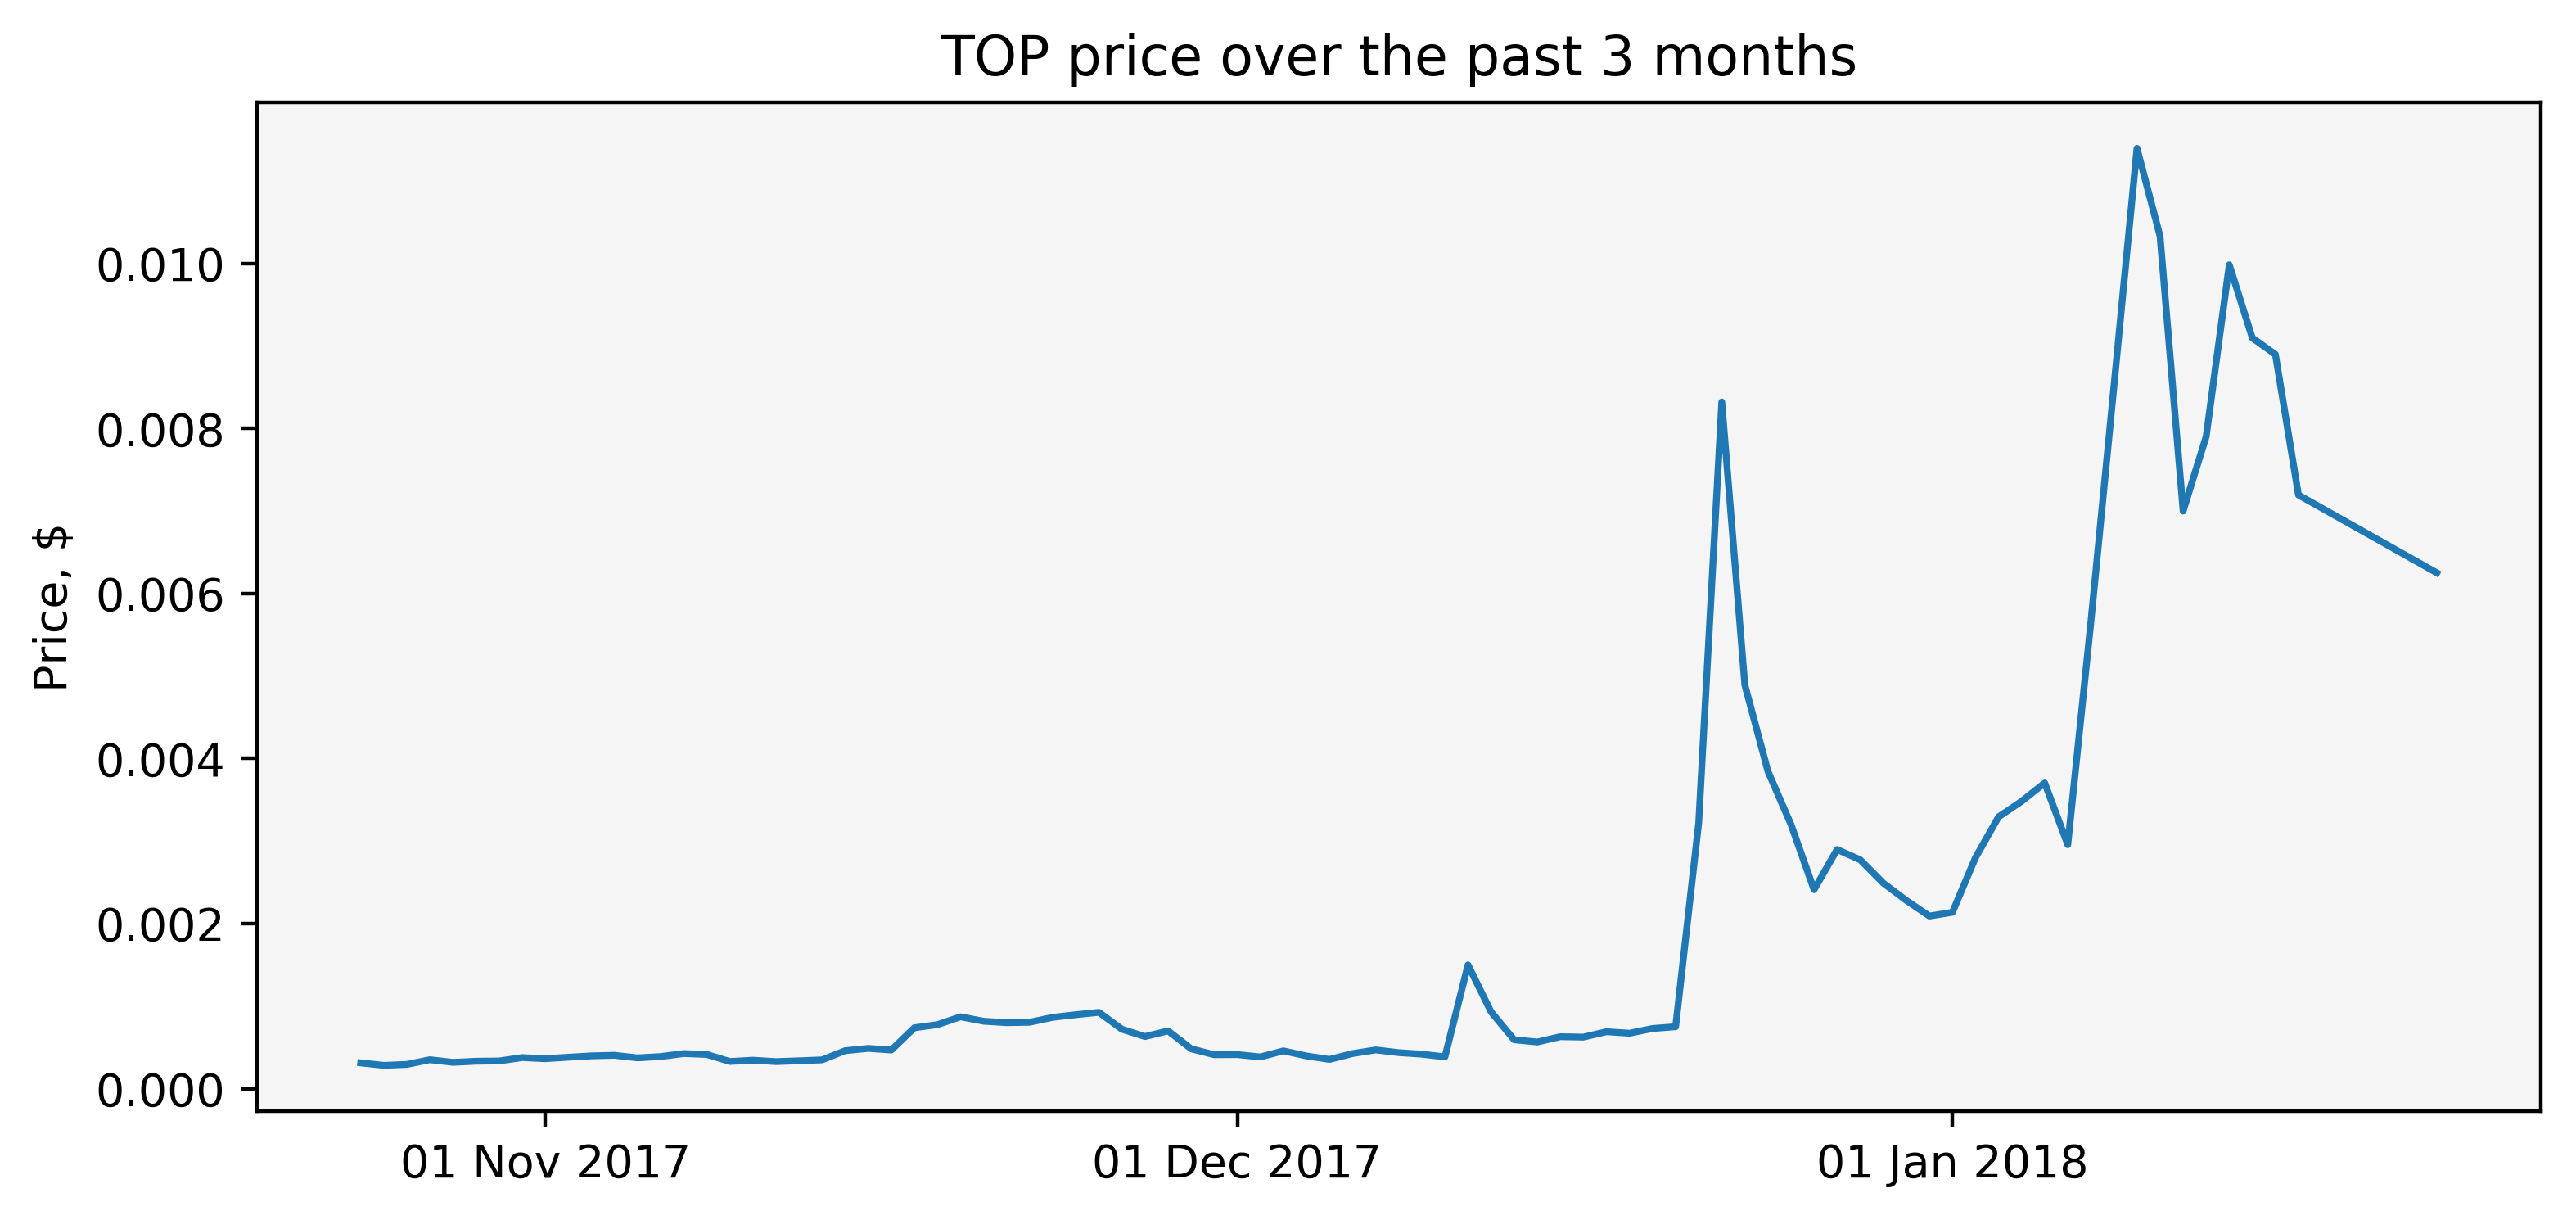 TOP price over the past 3 months
Price, $
0.010
0.008
0.006
0.004
0.002
0.000
01 Nov 2017
01 Dec 2017
01 Jan 2018